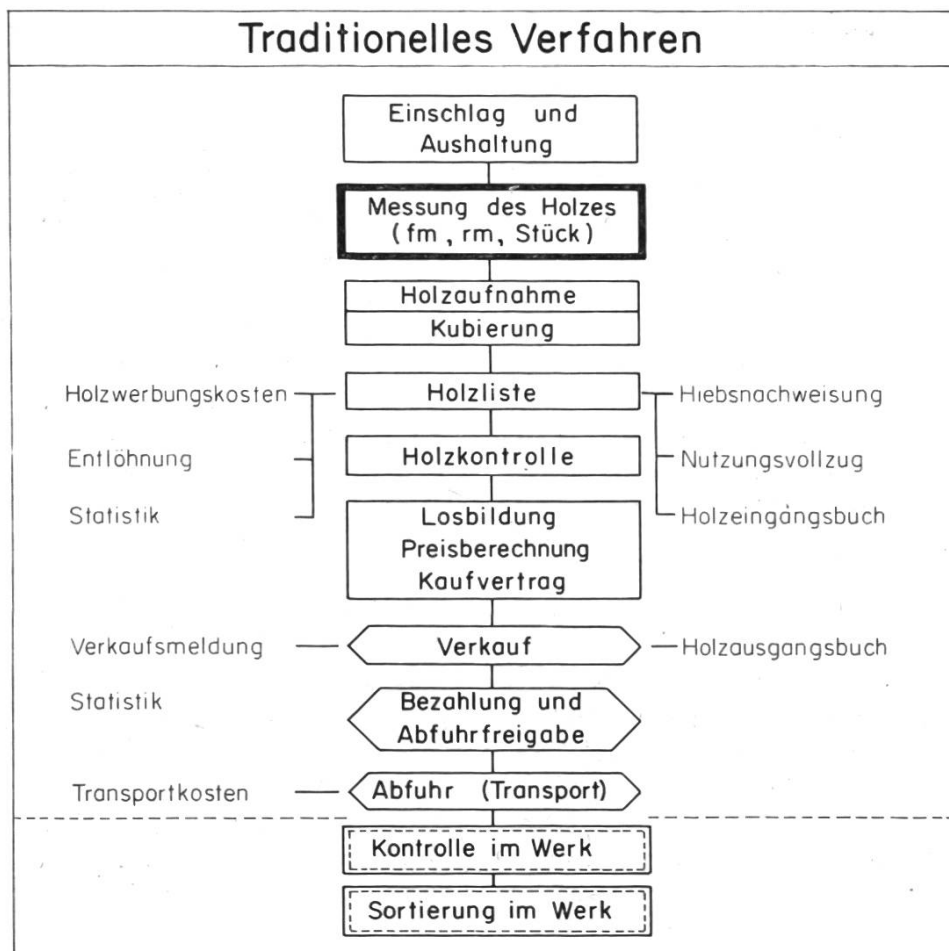 Traditionelles Verfahren
Einschlag und
Aushaltung
Messung des Holzes
(fm, rm, Stück)
Holzaufnahme
Kubierung
Holzwerbungskosten
Holzliste
Hiebsnachweisung
Entlöhnung
Holzkontrolle
Nutzungsvollzug
Statistik
Losbildung
Preisberechnung
Kaufvertrag
Holzeingangsbuch
Verkaufsmeldung
Verkauf
Holzausgangsbuch
Statistik
Bezahlung und
Abfuhrfreigabe
Transportkosten
Abfuhr (Transport)
Kontrolle im Werk
Sortierung im Werk